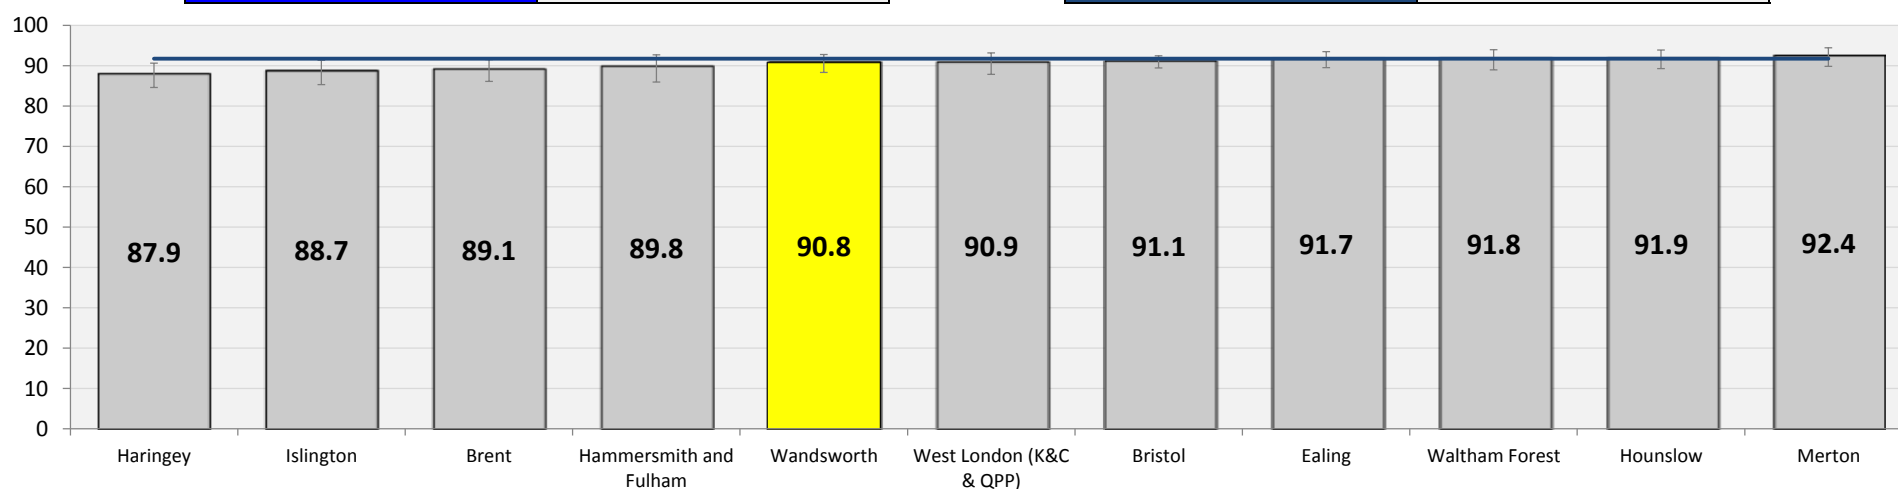 100
90
80
70
60
50
40
30
20
10
0
87.9
88.7
89.1
89.8
90.8
90.9
91.1
91.7
91.8
91.9
92.4
Haringey
Islington
Brent
Hammersmith and
Fulham
Wandsworth
West London (K&C
& QPP)
Bristol
Ealing
Waltham Forest
Hounslow
Merton